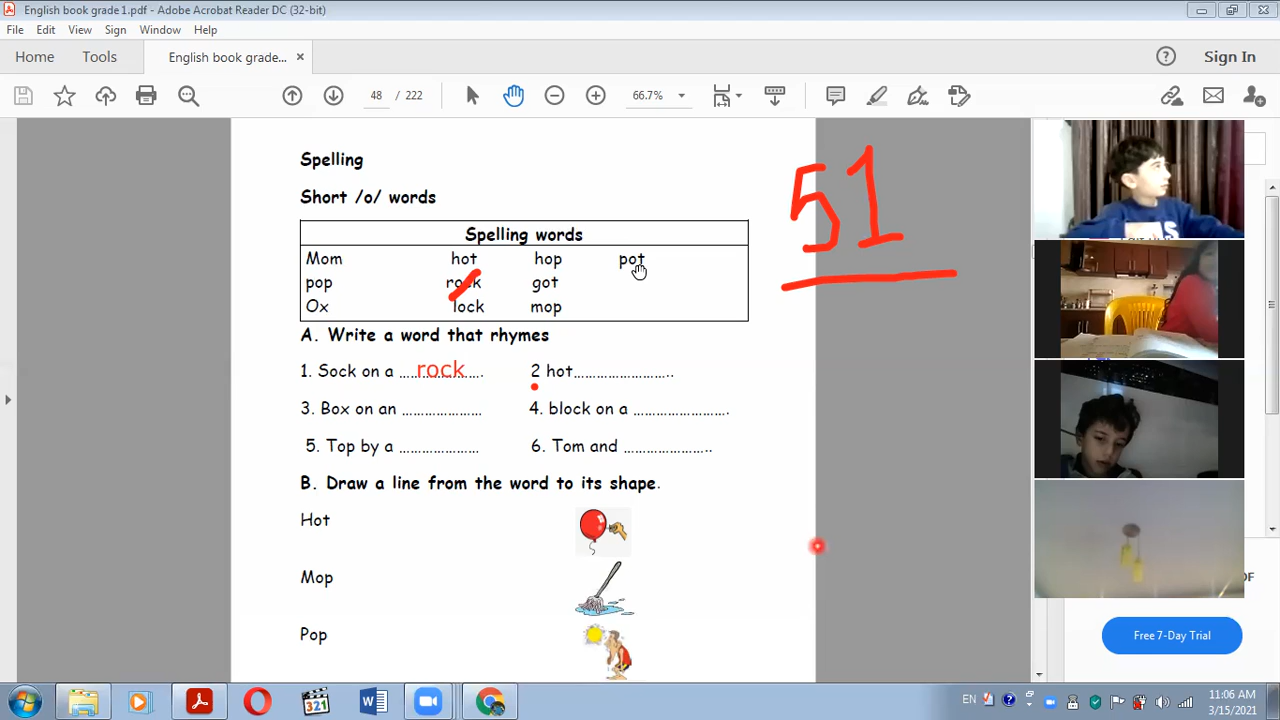 English book grade 1.pdf - Adobe Acrobat Reader DC (32-bit)
File Edit View Sign Window Help
Home Tools English book grade... × Sign In
48 / 222 66.7%
Spelling
Short /o/ words
51
Spelling words
Mom hot hop pot
pop rock got
Ox lock mop
A. Write a word that rhymes
1. Sock on a ...rock....
2 hot........................
3. Box on an .....................
4. block on a ........................
5. Top by a .....................
6. Tom and .......................
B. Draw a line from the word to its shape.
Hot
Mop
Pop
Free 7-Day Trial
321
EN
11:06 AM
3/15/2021